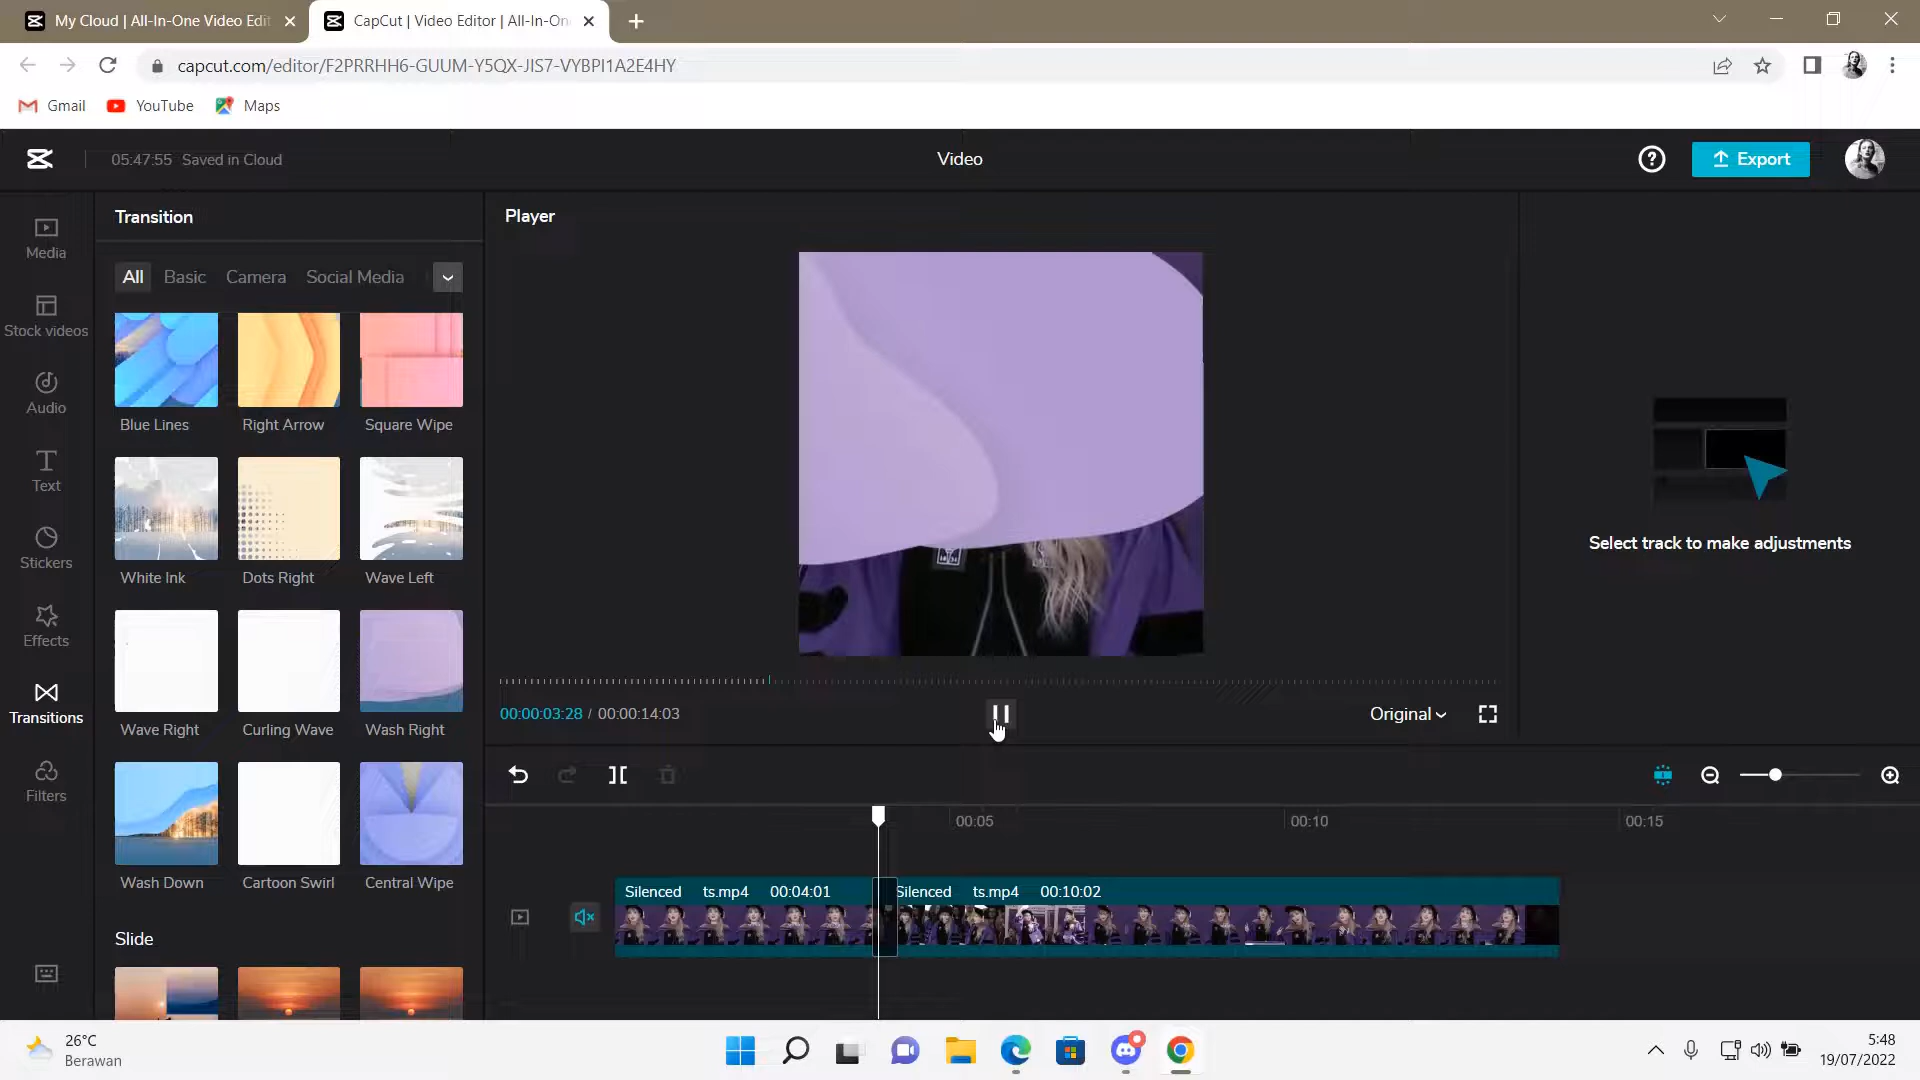 My Cloud | All-In-One Video Edit
CapCut | Video Editor | All-In-On
capcut.com/editor/F2PRRHH6-GUUM-Y5QX-JIS7-VYBPI1A2E4HY
Gmail YouTube Maps
05:47:55 Saved in Cloud
Video
Export
Media
Stock videos
Audio
Text
Stickers
Effects
Transitions
Filters
Transition
All Basic Camera Social Media
Blue Lines Right Arrow Square Wipe
White Ink Dots Right Wave Left
Wave Right Curling Wave Wash Right
Wash Down Cartoon Swirl Central Wipe
Slide
Player
00:00:03:28 / 00:00:14:03
Original
Select track to make adjustments
00:05 00:10 00:15
Silenced ts.mp4 00:04:01
Silenced ts.mp4 00:10:02
26°C
Berawan
5:48
19/07/2022